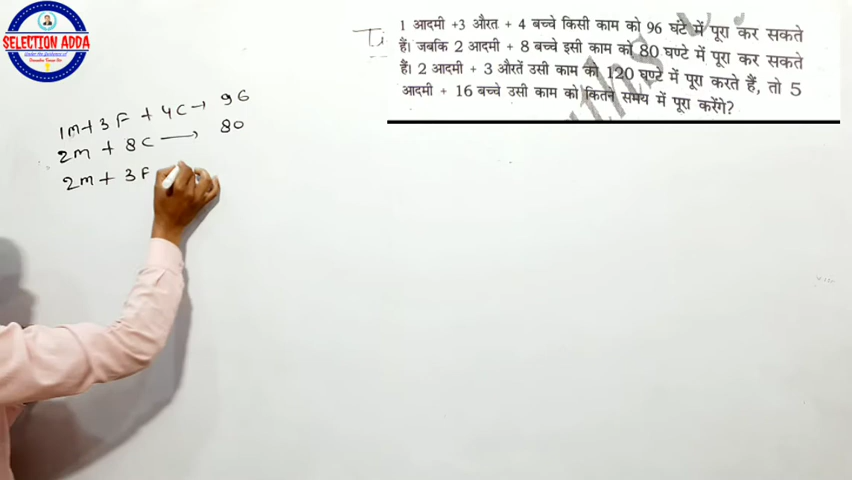 SELECTION ADDA
1 आदमी +3 औरत + 4 बच्चे किसी काम को 96 घंटे में पूरा कर सकते
हैं। जबकि 2 आदमी + 8 बच्चे इसी काम को 80 घण्टे में पूरा कर सकते
हैं। 2 आदमी + 3 औरतें उसी काम को 120 घण्टे में पूरा करते हैं, तो 5
आदमी + 16 बच्चे उसी काम को कितने समय में पूरा करेंगे?
1M+3F + 4C→ 96
2M + 8C → 80
2M + 3F